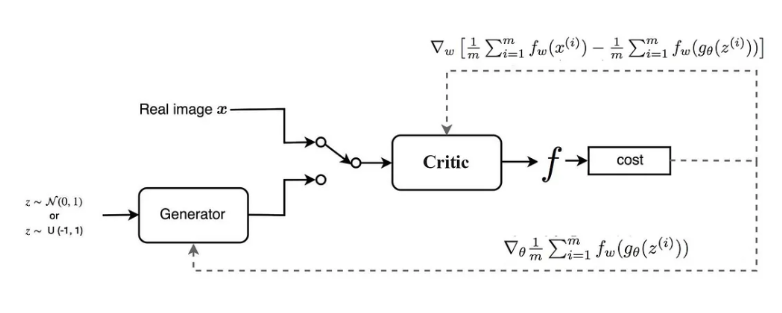 ∇_w [1/m ∑_{i=1}^{m} f_w(x^{(i)}) − 1/m ∑_{i=1}^{m} f_w(g_θ(z^{(i)}))]
Real image x
Critic
f
cost
z ~ 𝒩(0, 1)
or
z ~ U (-1, 1)
Generator
∇_θ 1/m ∑_{i=1}^{m} f_w(g_θ(z^{(i)}))